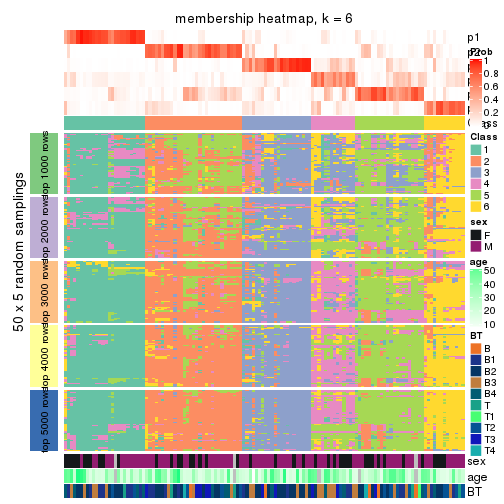 membership heatmap, k = 6
p1
p2
Prob
1
0.8
0.6
0.4
0.2
0
Class
1
2
3
4
5
6
sex
F
M
age
50
40
30
20
10
BT
B
B1
B2
B3
B4
T
T1
T2
T3
T4
50 x 5 random samplings
top 1000 rows
top 2000 rows
top 3000 rows
top 4000 rows
top 5000 rows
sex
age
BT